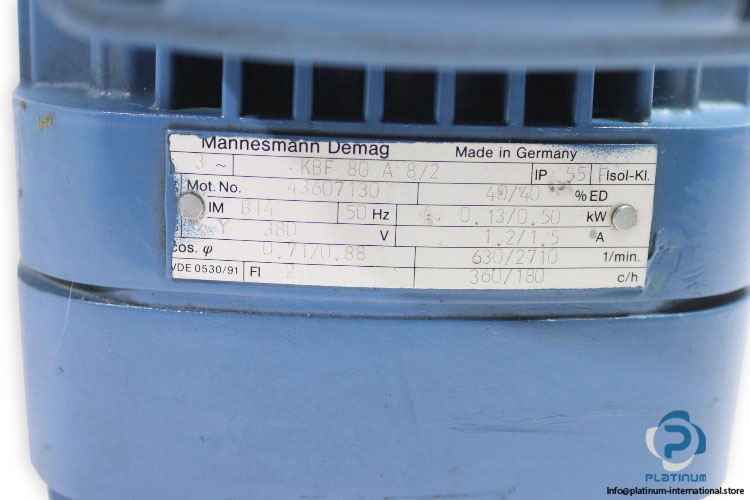 Mannesmann Demag Made in Germany
3 ~ KBF 80 A 8/2 IP 55 F Isol-Kl.
Mot. No. 43607130 40/40 % ED
IM B14 50 Hz 0.13/0.50 kW
Y 380 V 1.2/1.5 A
cos. φ 0.71/0.88 630/2710 1/min.
VDE 0530/91 FI 2 360/180 c/h
PLATINUM
Info@platinum-international.store